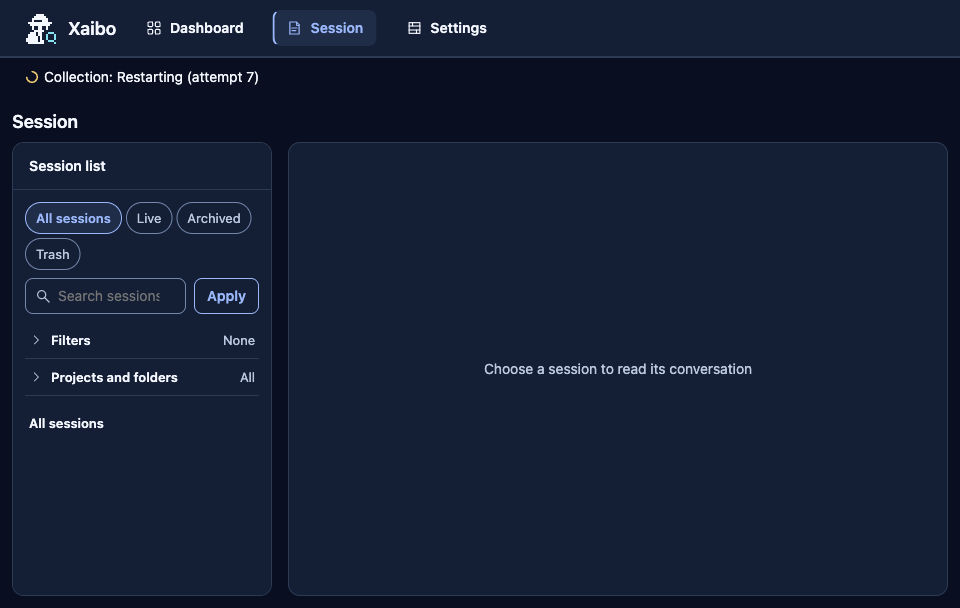 Xaibo
Dashboard
Session
Settings
Collection: Restarting (attempt 7)
Session
Session list
All sessions
Live
Archived
Trash
Search sessions
Apply
Filters
None
Projects and folders
All
All sessions
Choose a session to read its conversation